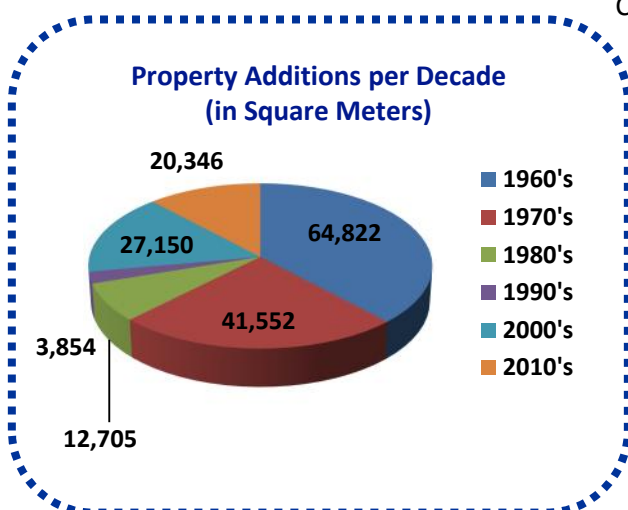 Property Additions per Decade
(in Square Meters)
20,346
64,822
27,150
41,552
3,854
12,705
1960's
1970's
1980's
1990's
2000's
2010's